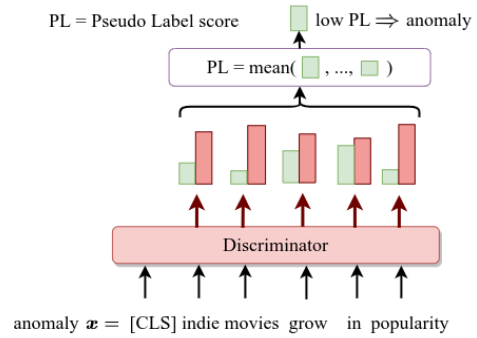 PL = Pseudo Label score
low PL ⇒ anomaly
PL = mean( , ..., )
Discriminator
anomaly x = [CLS] indie movies grow in popularity